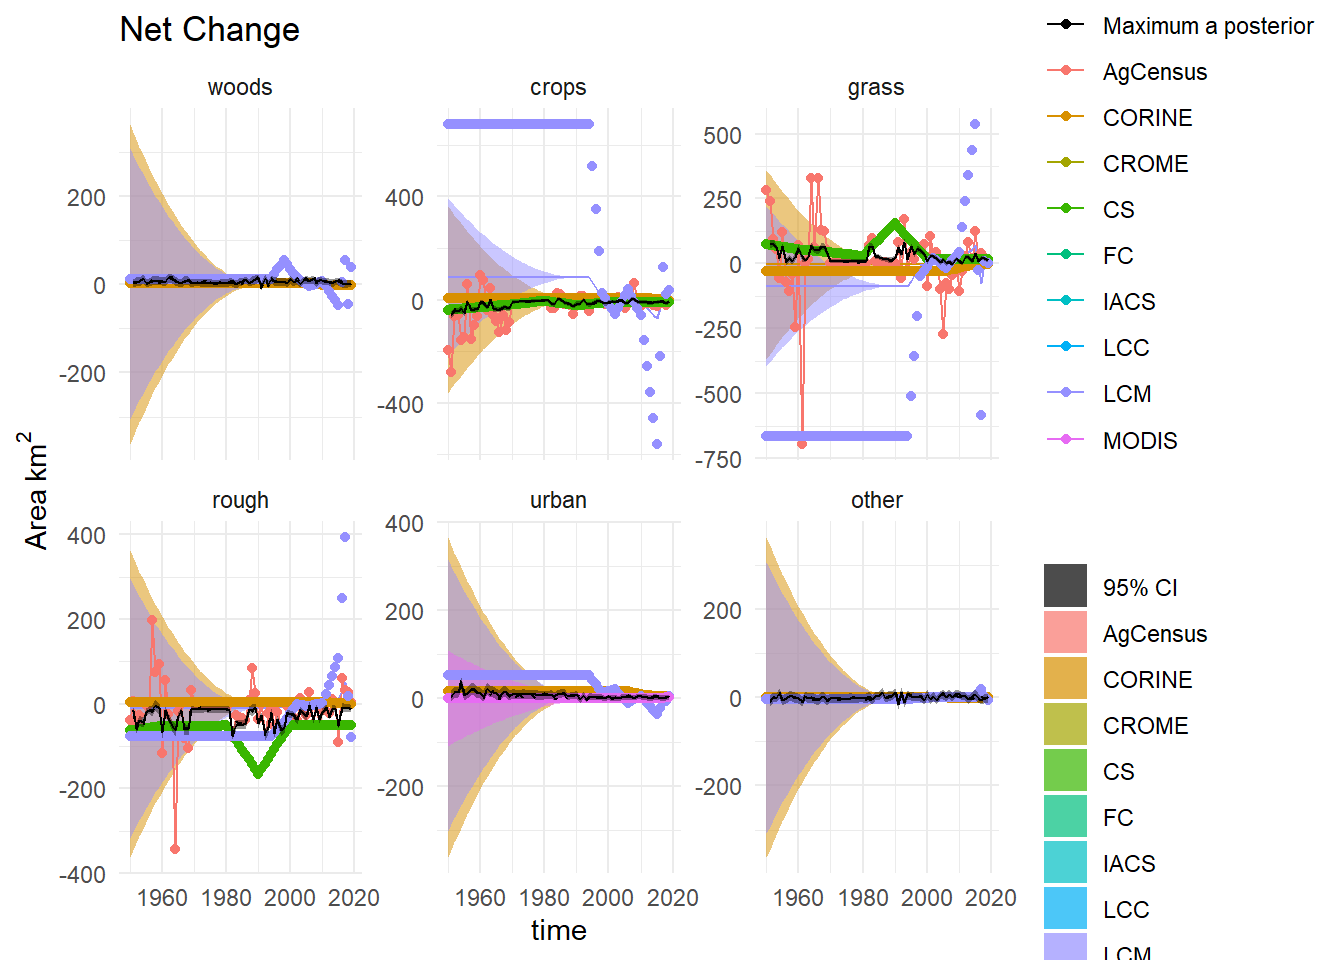 Net Change
woods
crops
grass
200
0
-200
400
0
-400
500
250
0
-250
-500
-750
rough
urban
other
400
200
0
-200
-400
400
200
0
-200
200
0
-200
1960 1980 2000 2020
1960 1980 2000 2020
1960 1980 2000 2020
time
Area km2
Maximum a posterior
AgCensus
CORINE
CROME
CS
FC
IACS
LCC
LCM
MODIS
95% CI
AgCensus
CORINE
CROME
CS
FC
IACS
LCC
LCM